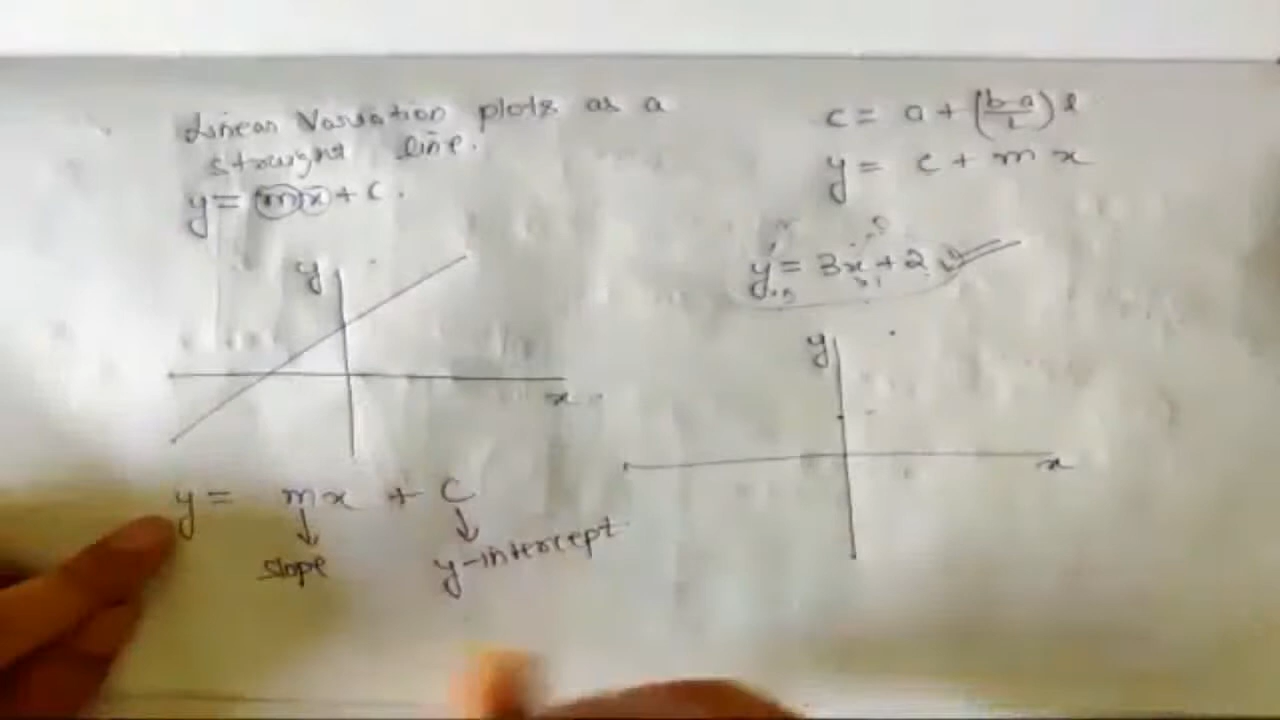 Linear Variation plots as a
straight line.
y = mx + c.
y
x
y = mx + c
slope
y-intercept
c = a + (b-a/L) l
y = c + mx
y = 3x + 2
y
x